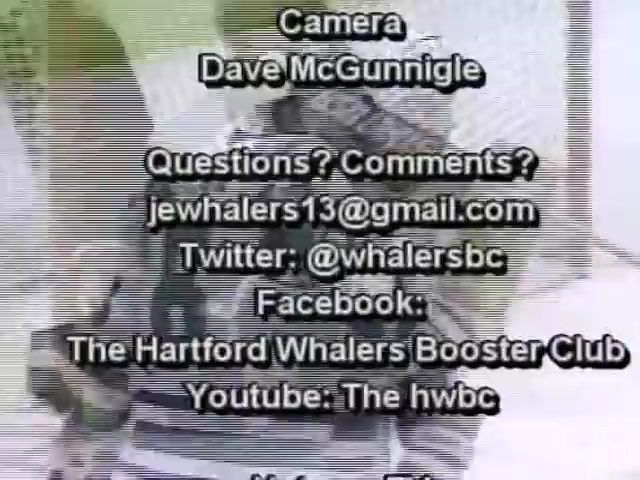 Camera
Dave McGunnigle
Questions? Comments?
jewhalers13@gmail.com
Twitter: @whalersbc
Facebook:
The Hartford Whalers Booster Club
Youtube: The hwbc